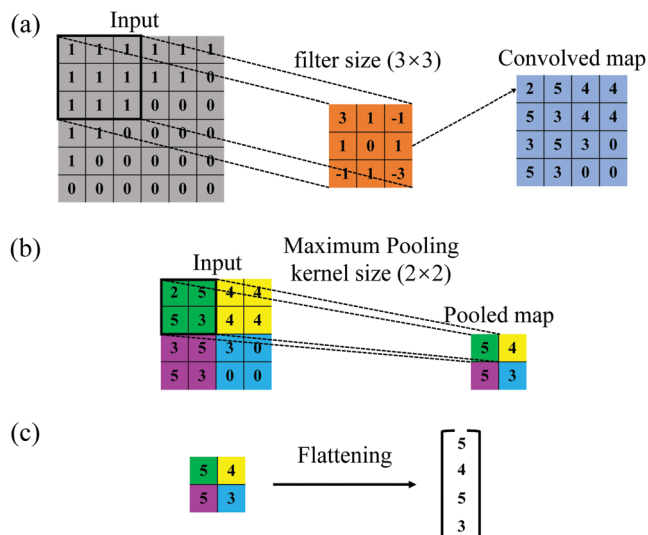 (a)
Input
filter size (3×3)
Convolved map
1 1 1 1 1 1
1 1 1 1 1 0
1 1 1 0 0 0
1 1 0 0 0 0
1 0 0 0 0 0
0 0 0 0 0 0
3 1 -1
1 0 1
-1 1 -3
2 5 4 4
5 3 4 4
3 5 3 0
5 3 0 0
(b)
Input
Maximum Pooling
kernel size (2×2)
Pooled map
2 5 4 4
5 3 4 4
3 5 3 0
5 3 0 0
5 4
5 3
(c)
5 4
5 3
Flattening
5
4
5
3